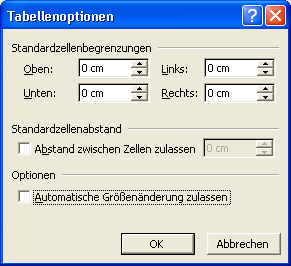 Tabellenoptionen
Standardzellenbegrenzungen
Oben: 0 cm Links: 0 cm
Unten: 0 cm Rechts: 0 cm
Standardzellenabstand
Abstand zwischen Zellen zulassen 0 cm
Optionen
Automatische Größenänderung zulassen
OK Abbrechen